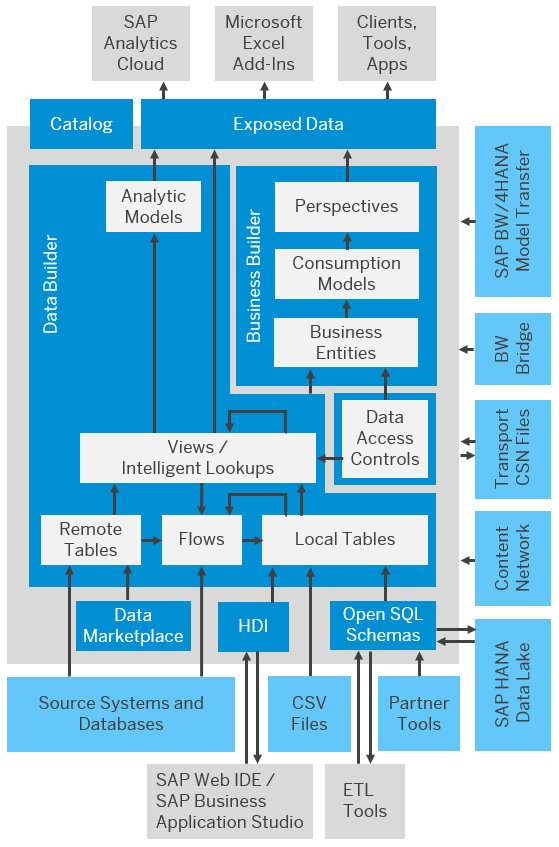 SAP
Analytics
Cloud
Microsoft
Excel
Add-Ins
Clients,
Tools,
Apps
Catalog
Exposed Data
Data Builder
Analytic
Models
Business Builder
Perspectives
Consumption
Models
Business
Entities
Views /
Intelligent Lookups
Data
Access
Controls
Remote
Tables
Flows
Local Tables
Data
Marketplace
HDI
Open SQL
Schemas
Source Systems and
Databases
CSV
Files
Partner
Tools
SAP Web IDE /
SAP Business
Application Studio
ETL
Tools
SAP BW/4HANA
Model Transfer
BW
Bridge
Transport
CSN Files
Content
Network
SAP HANA
Data Lake